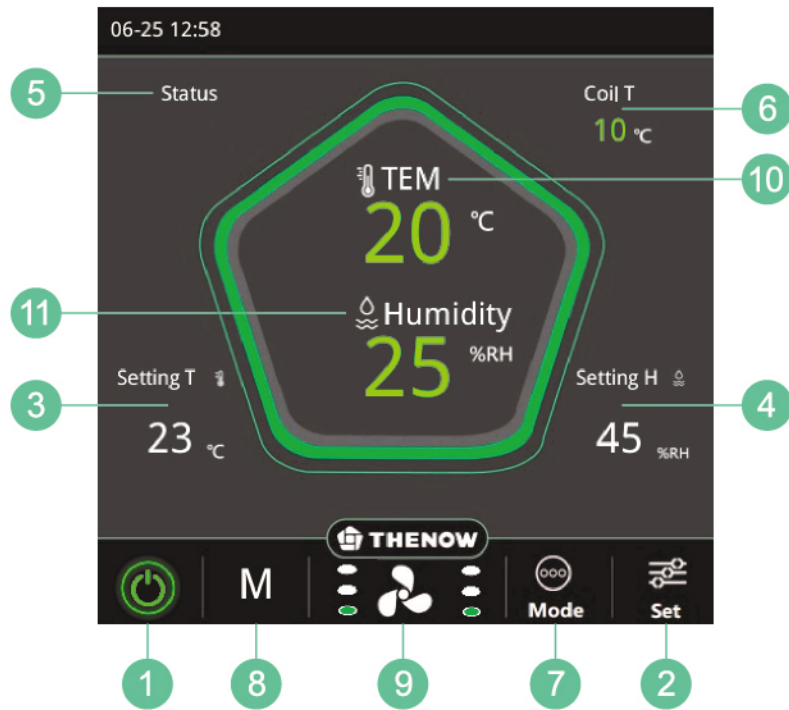 06-25 12:58
5 Status
Coil T 6
10 ℃
TEM 10
20 ℃
11 Humidity
25 %RH
Setting T
Setting H
3
4
23 ℃
45 %RH
THENOW
M
Mode
Set
1 8 9 7 2